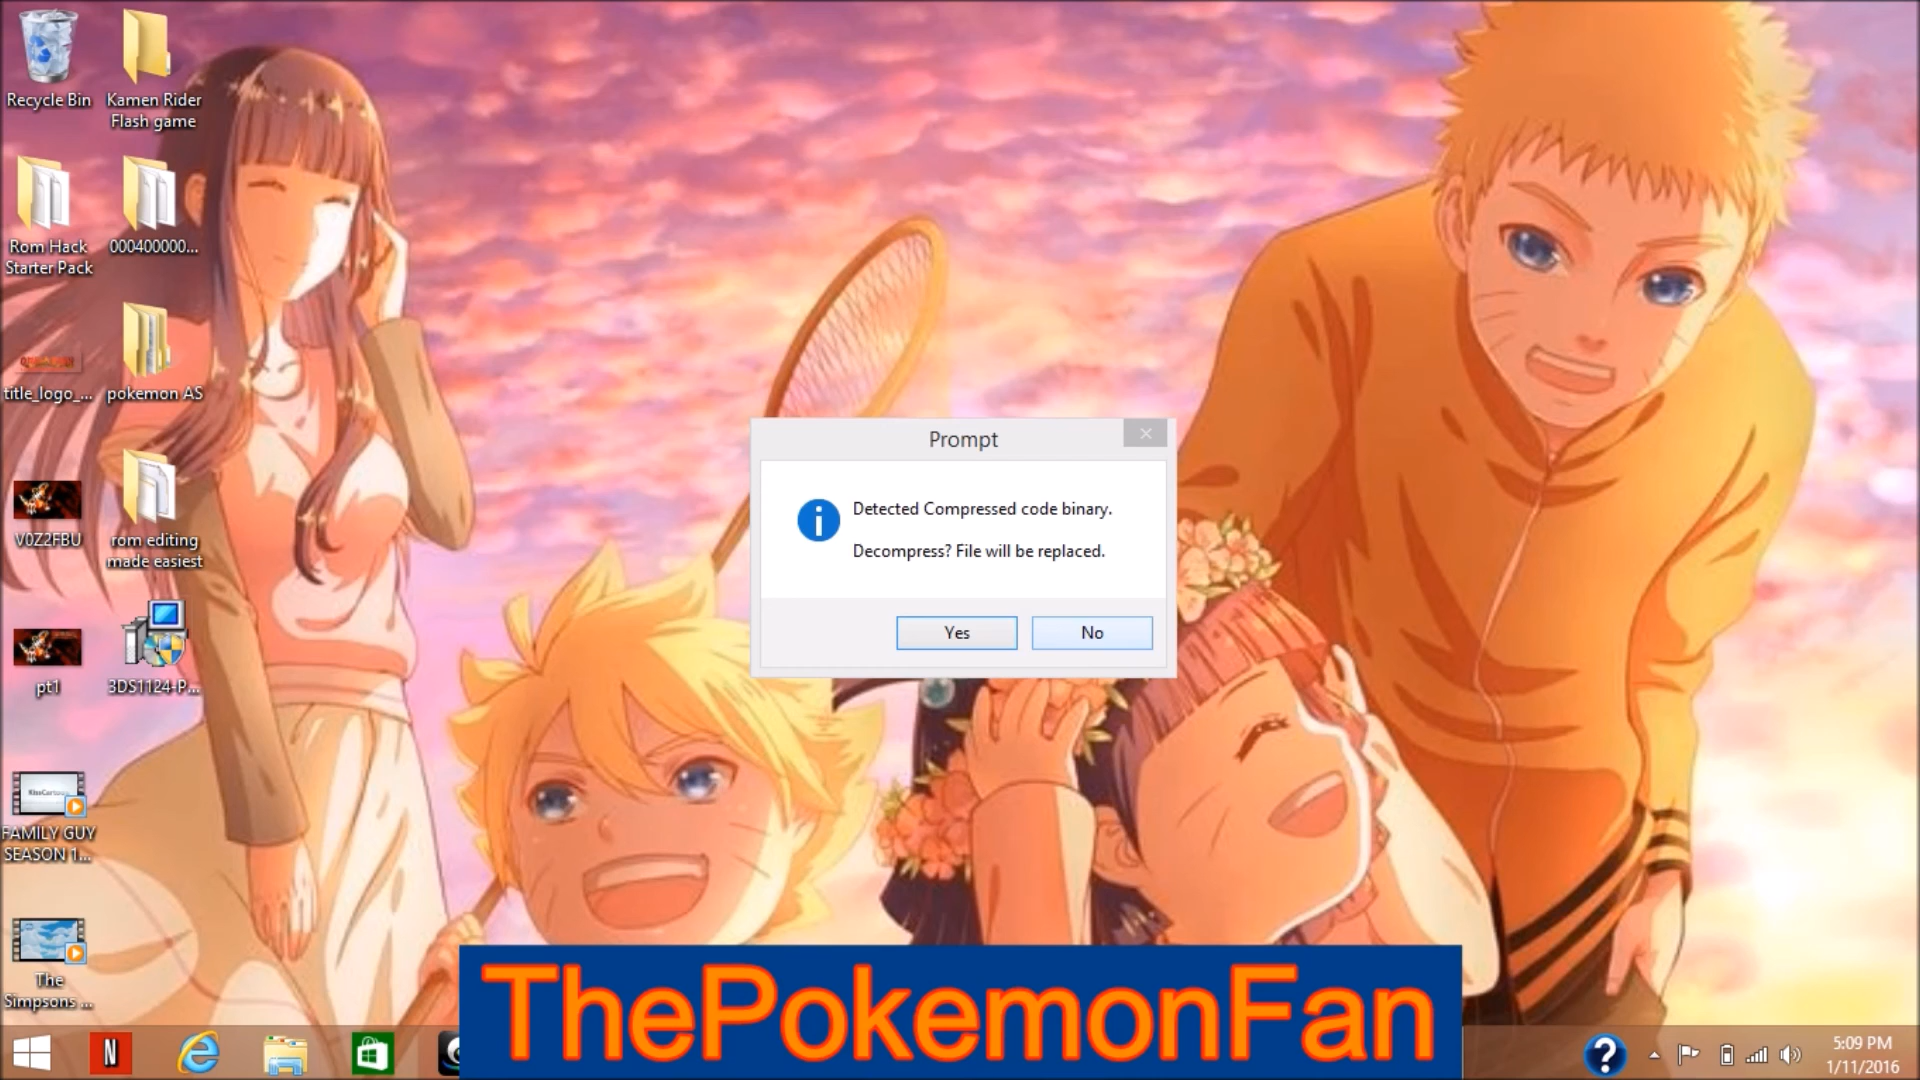 Recycle Bin
Kamen Rider
Flash game
Rom Hack
Starter Pack
000400000...
title_logo_...
pokemon AS
V0Z2FBU
rom editing
made easiest
pt1
3DS1124-P...
FAMILY GUY
SEASON 1...
The
Simpsons ...
Prompt
Detected Compressed code binary.
Decompress? File will be replaced.
Yes
No
ThePokemonFan
N
5:09 PM
1/11/2016